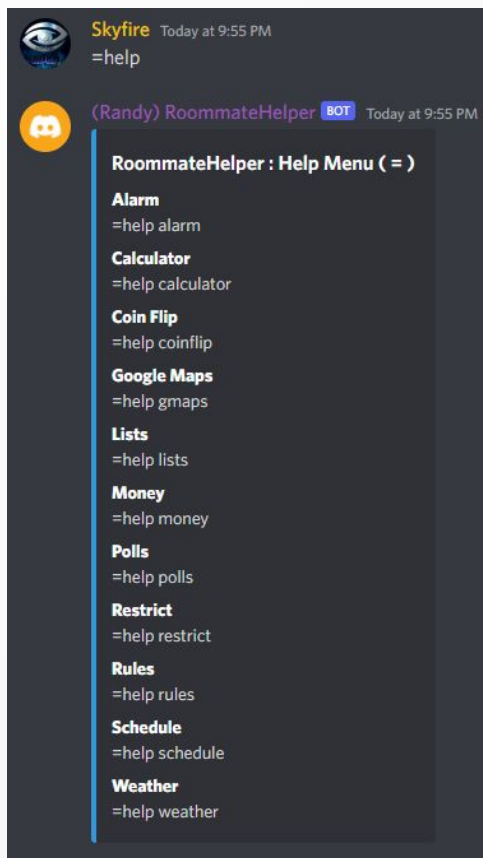 Skyfire Today at 9:55 PM
=help
(Randy) RoommateHelper BOT Today at 9:55 PM
RoommateHelper : Help Menu ( = )
Alarm
=help alarm
Calculator
=help calculator
Coin Flip
=help coinflip
Google Maps
=help gmaps
Lists
=help lists
Money
=help money
Polls
=help polls
Restrict
=help restrict
Rules
=help rules
Schedule
=help schedule
Weather
=help weather